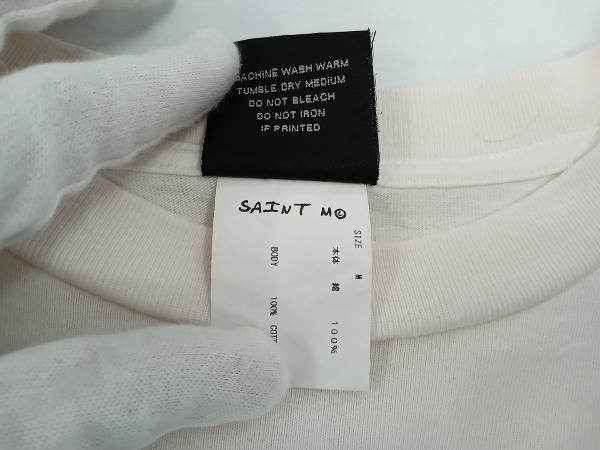 MACHINE WASH WARM
TUMBLE DRY MEDIUM
DO NOT BLEACH
DO NOT IRON
IF PRINTED
SAINT M©
SIZE M
本体 綿 100%
BODY 100% COTT